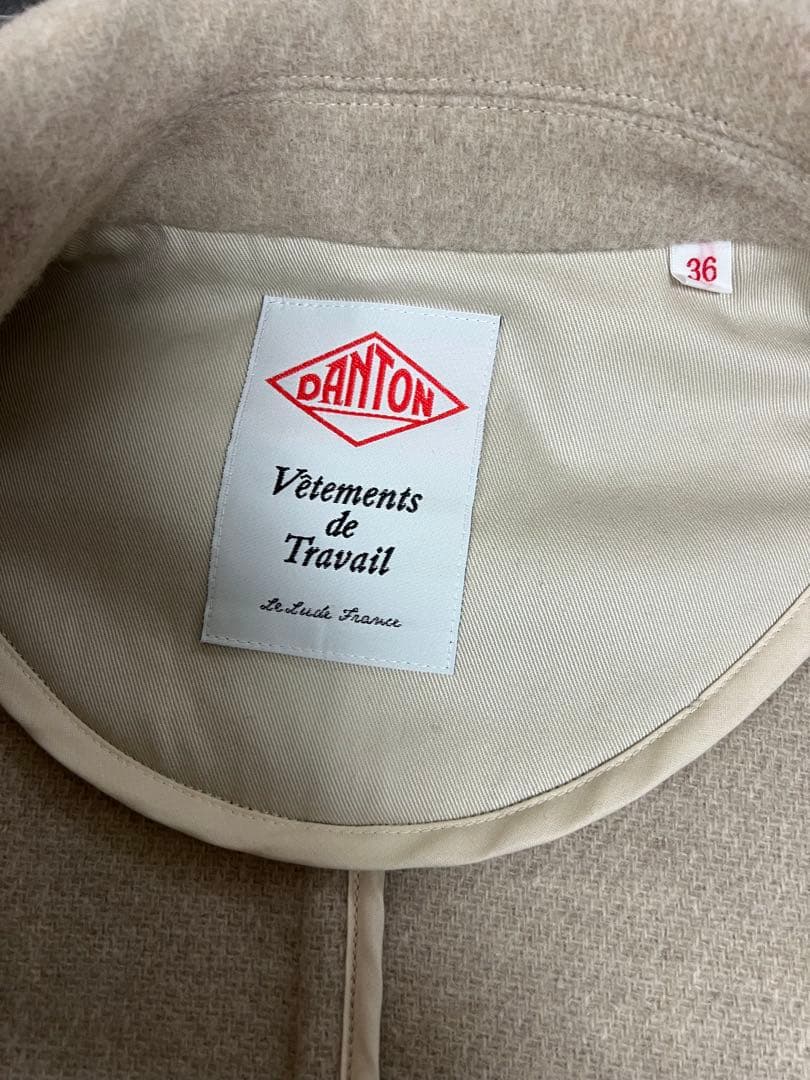 36
DANTON
Vêtements
de
Travail
Le Lude France